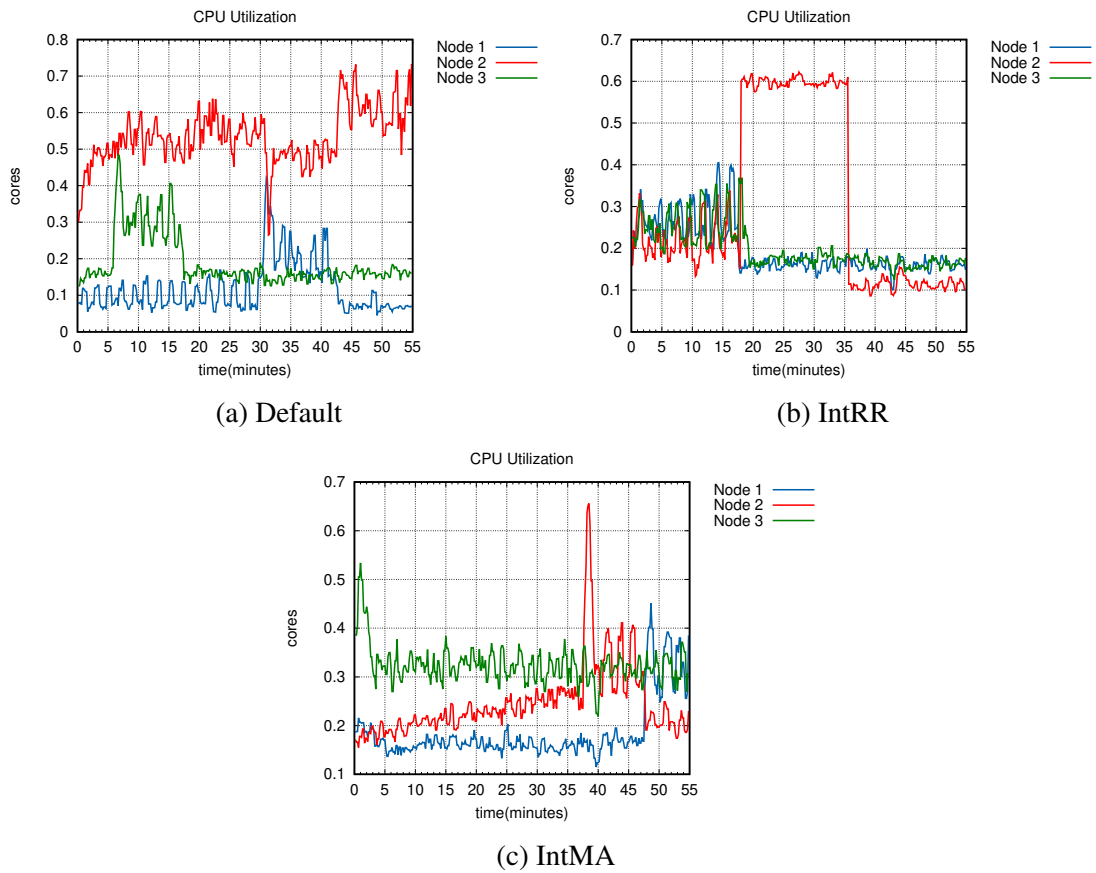 CPU Utilization
0.8
0.7
0.6
0.5
0.4
0.3
0.2
0.1
0
cores
0 5 10 15 20 25 30 35 40 45 50 55
time(minutes)
Node 1
Node 2
Node 3
(a) Default
CPU Utilization
0.7
0.6
0.5
0.4
0.3
0.2
0.1
0
cores
0 5 10 15 20 25 30 35 40 45 50 55
time(minutes)
Node 1
Node 2
Node 3
(b) IntRR
CPU Utilization
0.7
0.6
0.5
0.4
0.3
0.2
0.1
cores
0 5 10 15 20 25 30 35 40 45 50 55
time(minutes)
Node 1
Node 2
Node 3
(c) IntMA